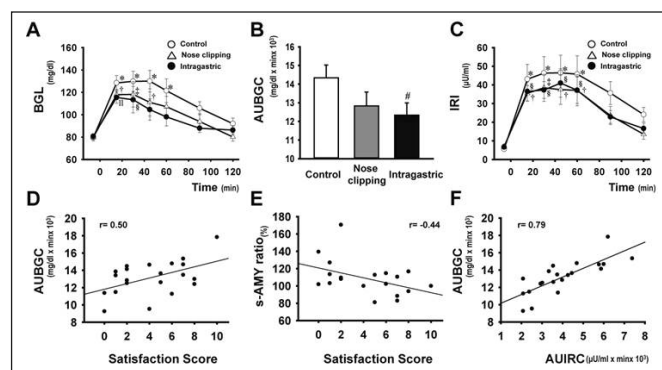 A
B
C
BGL (mg/dl)
160
140
120
100
80
60
Control
Nose clipping
Intragastric
0 20 40 60 80 100 120
Time (min)
AUBGC (mg/dl x minx 10³)
16
15
14
13
12
11
10
#
Control
Nose clipping
Intragastric
IRI (µU/ml)
60
50
40
30
20
10
0
Control
Nose clipping
Intragastric
0 20 40 60 80 100 120
Time (min)
D
E
F
AUBGC (mg/dl x minx 10³)
20
18
16
14
12
10
8
r= 0.50
0 2 4 6 8 10
Satisfaction Score
s-AMY ratio (%)
180
160
140
120
100
80
60
r= -0.44
0 2 4 6 8 10
Satisfaction Score
AUBGC (mg/dl x minx 10³)
20
18
16
14
12
10
8
r= 0.79
1 2 3 4 5 6 7 8
AUIRC (µU/ml x minx 10³)